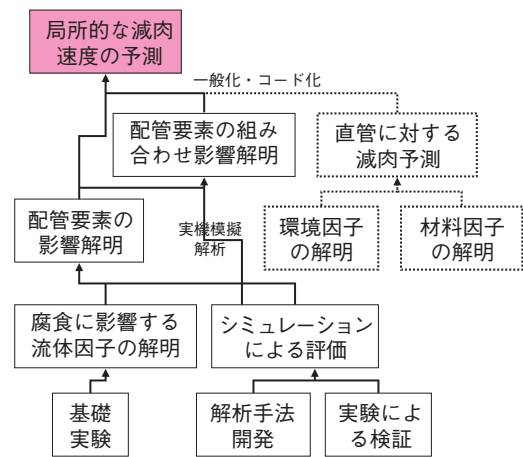 局所的な減肉
速度の予測
一般化・コード化
配管要素の組み
合わせ影響解明
直管に対する
減肉予測
配管要素の
影響解明
実機模擬
解析
環境因子
の解明
材料因子
の解明
腐食に影響する
流体因子の解明
シミュレーション
による評価
基礎
実験
解析手法
開発
実験によ
る検証